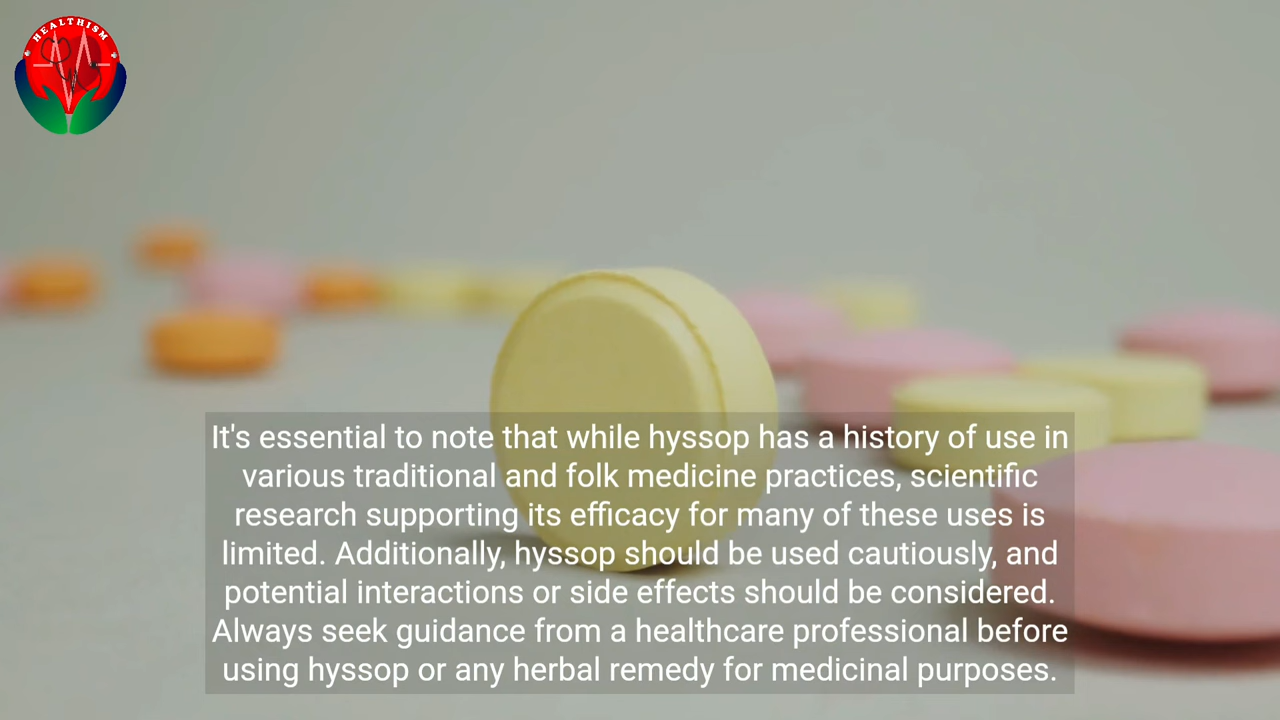 HEALTHISM
It's essential to note that while hyssop has a history of use in
various traditional and folk medicine practices, scientific
research supporting its efficacy for many of these uses is
limited. Additionally, hyssop should be used cautiously, and
potential interactions or side effects should be considered.
Always seek guidance from a healthcare professional before
using hyssop or any herbal remedy for medicinal purposes.